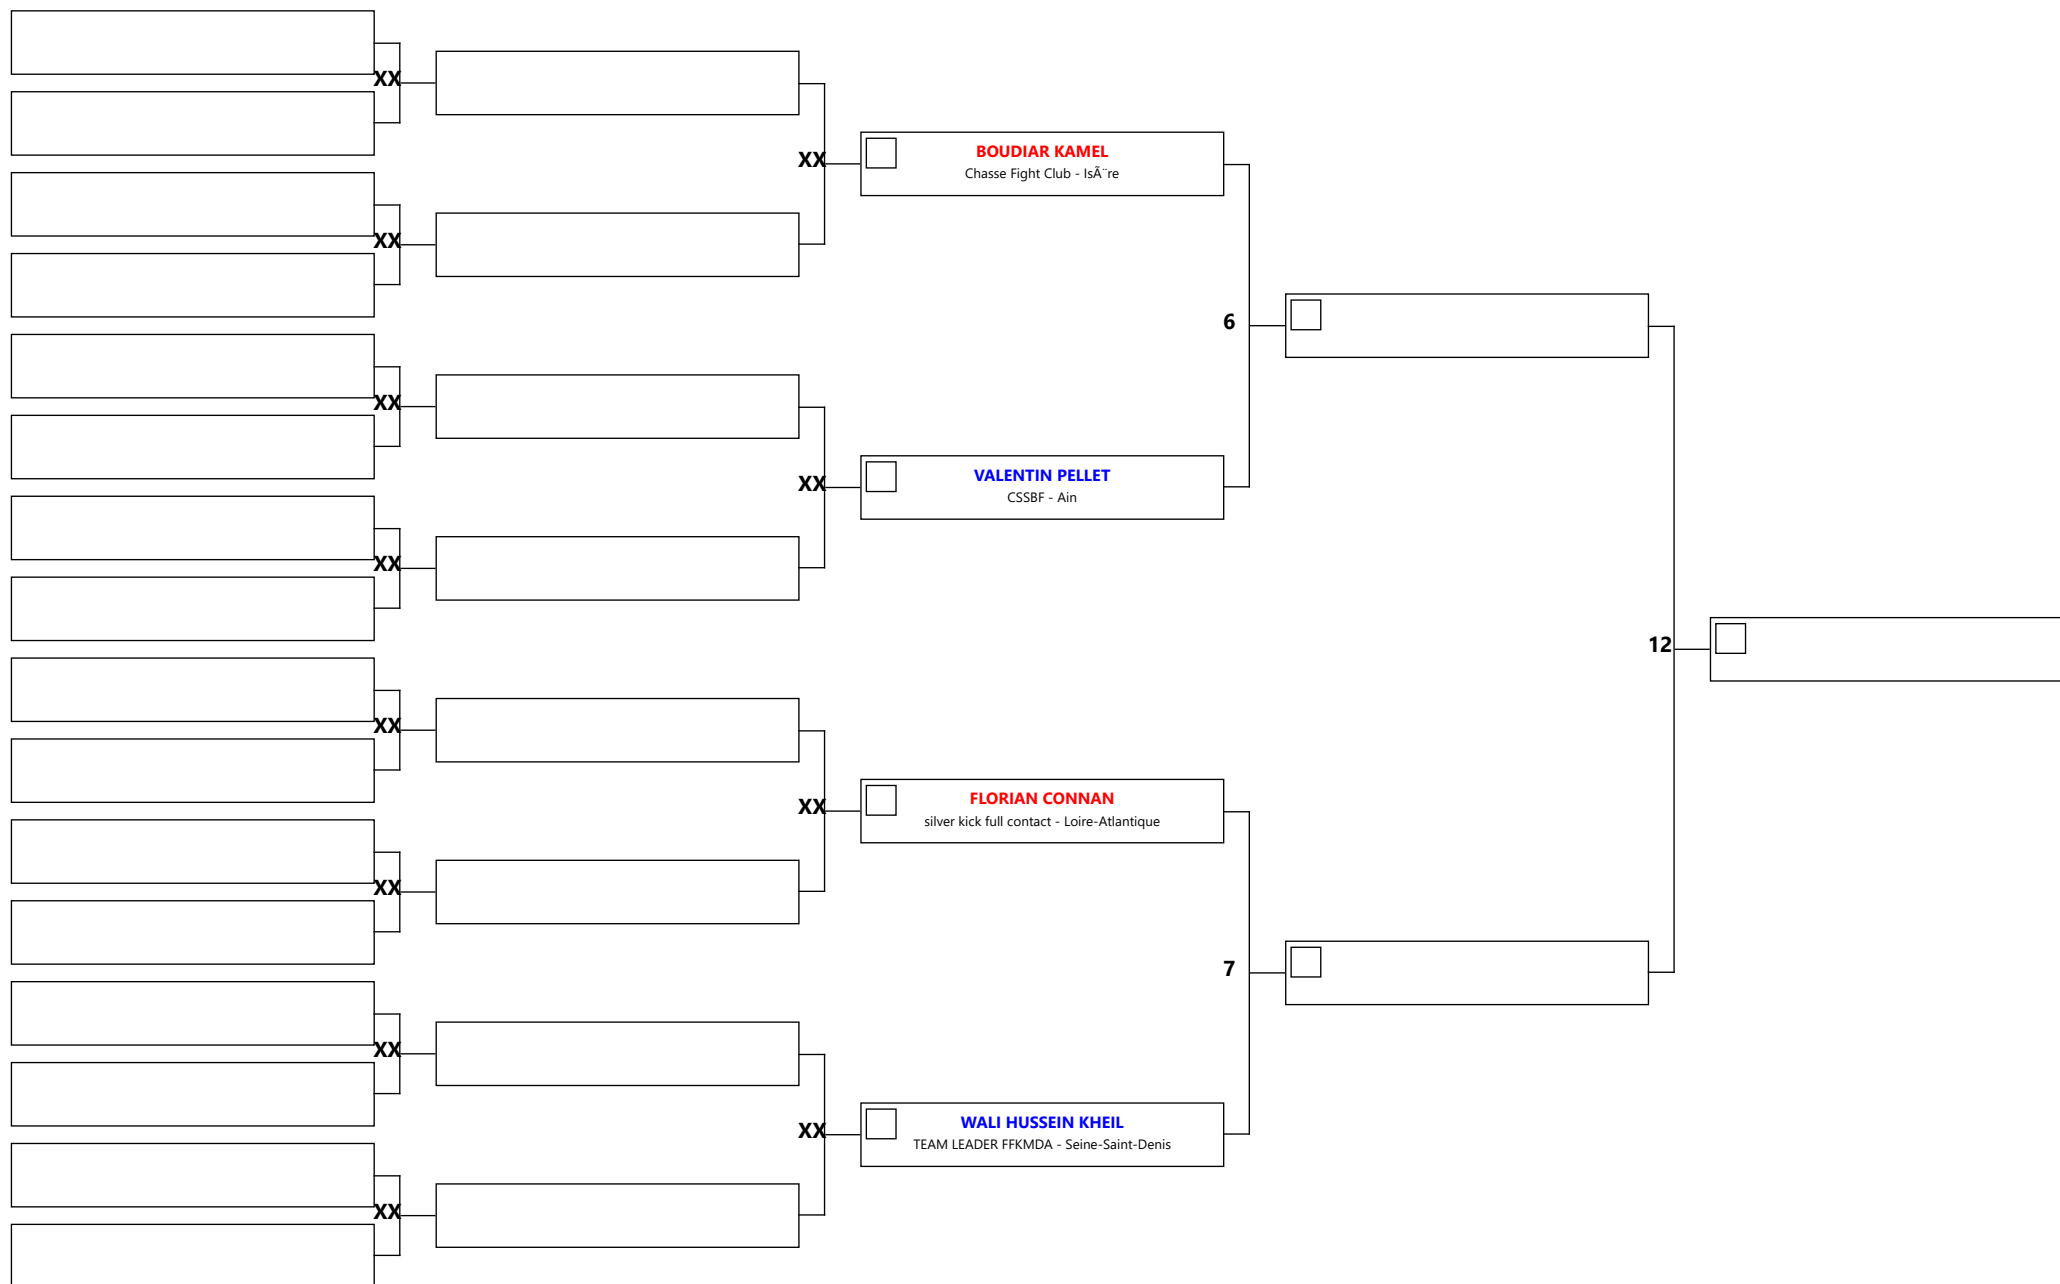 XX
XX
BOUDIAR KAMEL
Chasse Fight Club - IsÃ¨re
XX
6
XX
VALENTIN PELLET
CSSBF - Ain
XX
XX
12
XX
FLORIAN CONNAN
silver kick full contact - Loire-Atlantique
XX
XX
7
XX
WALI HUSSEIN KHEIL
TEAM LEADER FFKMDA - Seine-Saint-Denis
XX
XX